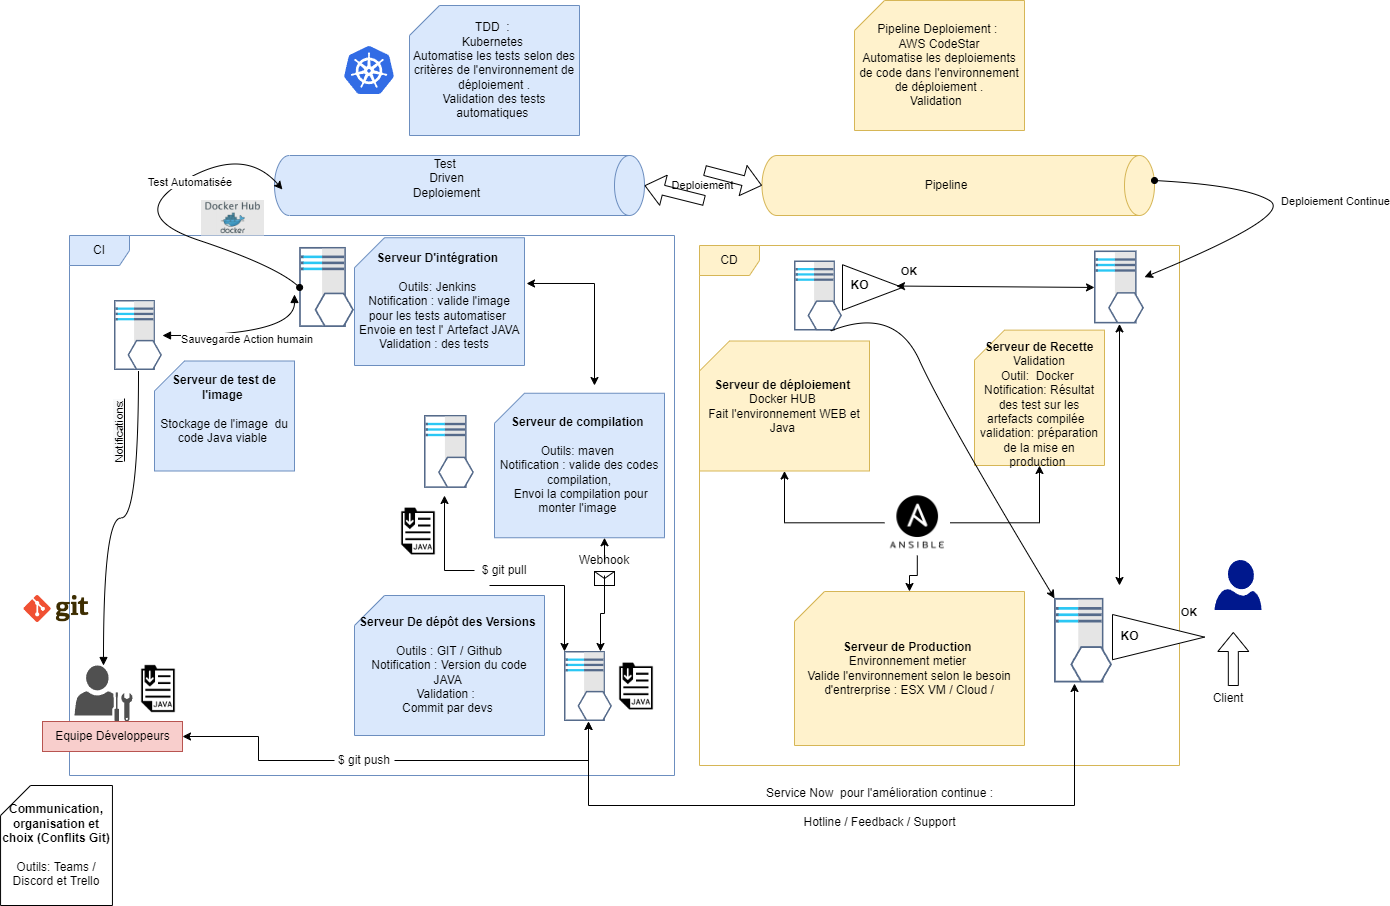 TDD :
Kubernetes
Automatise les tests selon des
critères de l'environnement de
déploiement .
Validation des tests
automatiques
Pipeline Deploiement :
AWS CodeStar
Automatise les deploiements
de code dans l'environnement
de déploiement .
Validation
Test
Driven
Deploiement
Deploiement
Pipeline
Test Automatisée
Deploiement Continue
Docker Hub
docker
CI
Serveur D'intégration
Outils: Jenkins
Notification : valide l'image
pour les tests automatiser
Envoie en test l' Artefact JAVA
Validation : des tests
Sauvegarde Action humain
Serveur de test de
l'image
Stockage de l'image du
code Java viable
Notifications:
Serveur de compilation
Outils: maven
Notification : valide des codes
compilation,
Envoi la compilation pour
monter l'image
JAVA
Webhook
$ git pull
git
Serveur De dépôt des Versions
Outils : GIT / Github
Notification : Version du code
JAVA
Validation :
Commit par devs
JAVA
JAVA
Equipe Développeurs
$ git push
Communication,
organisation et
choix (Conflits Git)
Outils: Teams /
Discord et Trello
CD
KO
OK
Serveur de déploiement
Docker HUB
Fait l'environnement WEB et
Java
Serveur de Recette
Validation
Outil: Docker
Notification: Résultat
des test sur les
artefacts compilée
validation: préparation
de la mise en
production
A
ANSIBLE
Serveur de Production
Environnement metier
Valide l'environnement selon le besoin
d'entreprise : ESX VM / Cloud /
KO
OK
Client
Service Now pour l'amélioration continue :
Hotline / Feedback / Support